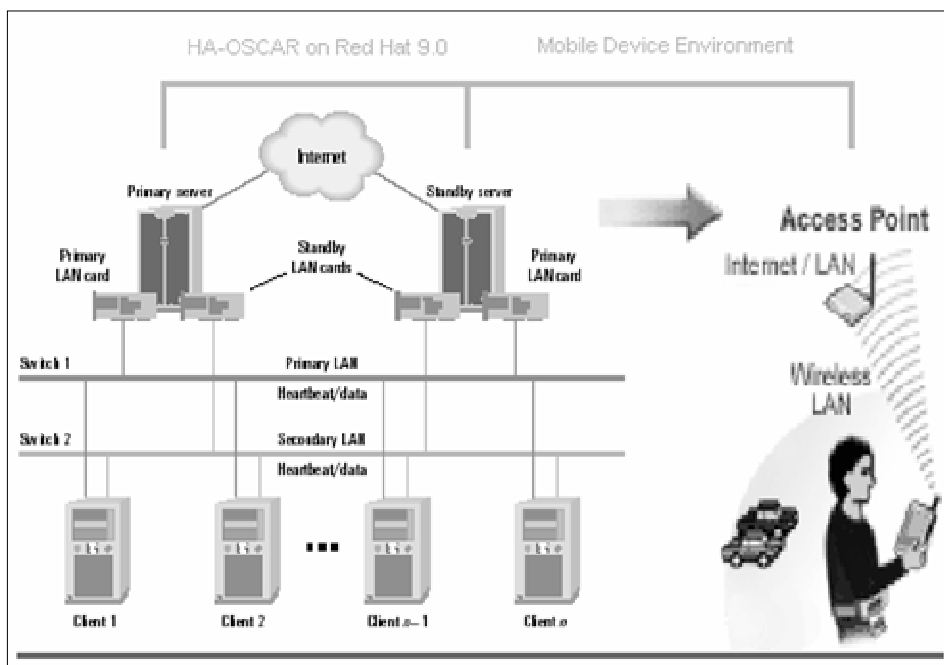 HA-OSCAR on Red Hat 9.0
Mobile Device Environment
Internet
Primary server
Standby server
Primary
LAN card
Standby
LAN cards
Primary
LAN card
Access Point
Internet / LAN
Switch 1
Primary LAN
Heartbeat/data
Wireless
LAN
Switch 2
Secondary LAN
Heartbeat/data
Client 1
Client 2
Client n–1
Client n